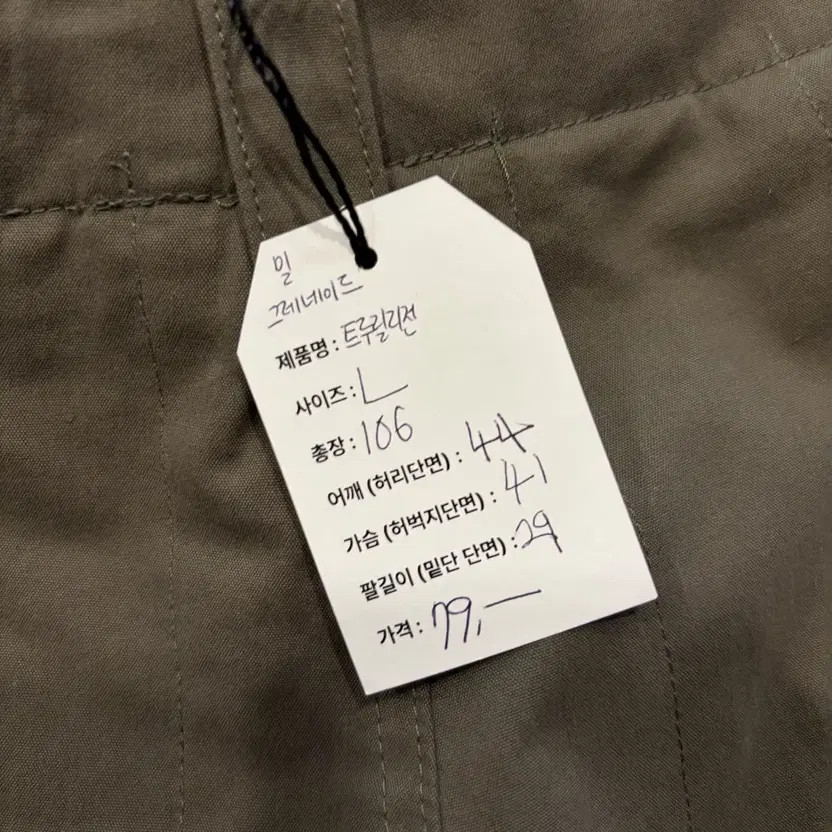 밀
그레네이드
제품명 : 트루릴리젼
사이즈 : L
총장 : 106
어깨 (허리단면) : 44
가슴 (허벅지단면) : 41
팔길이 (밑단 단면) : 29
가격 : 79,—